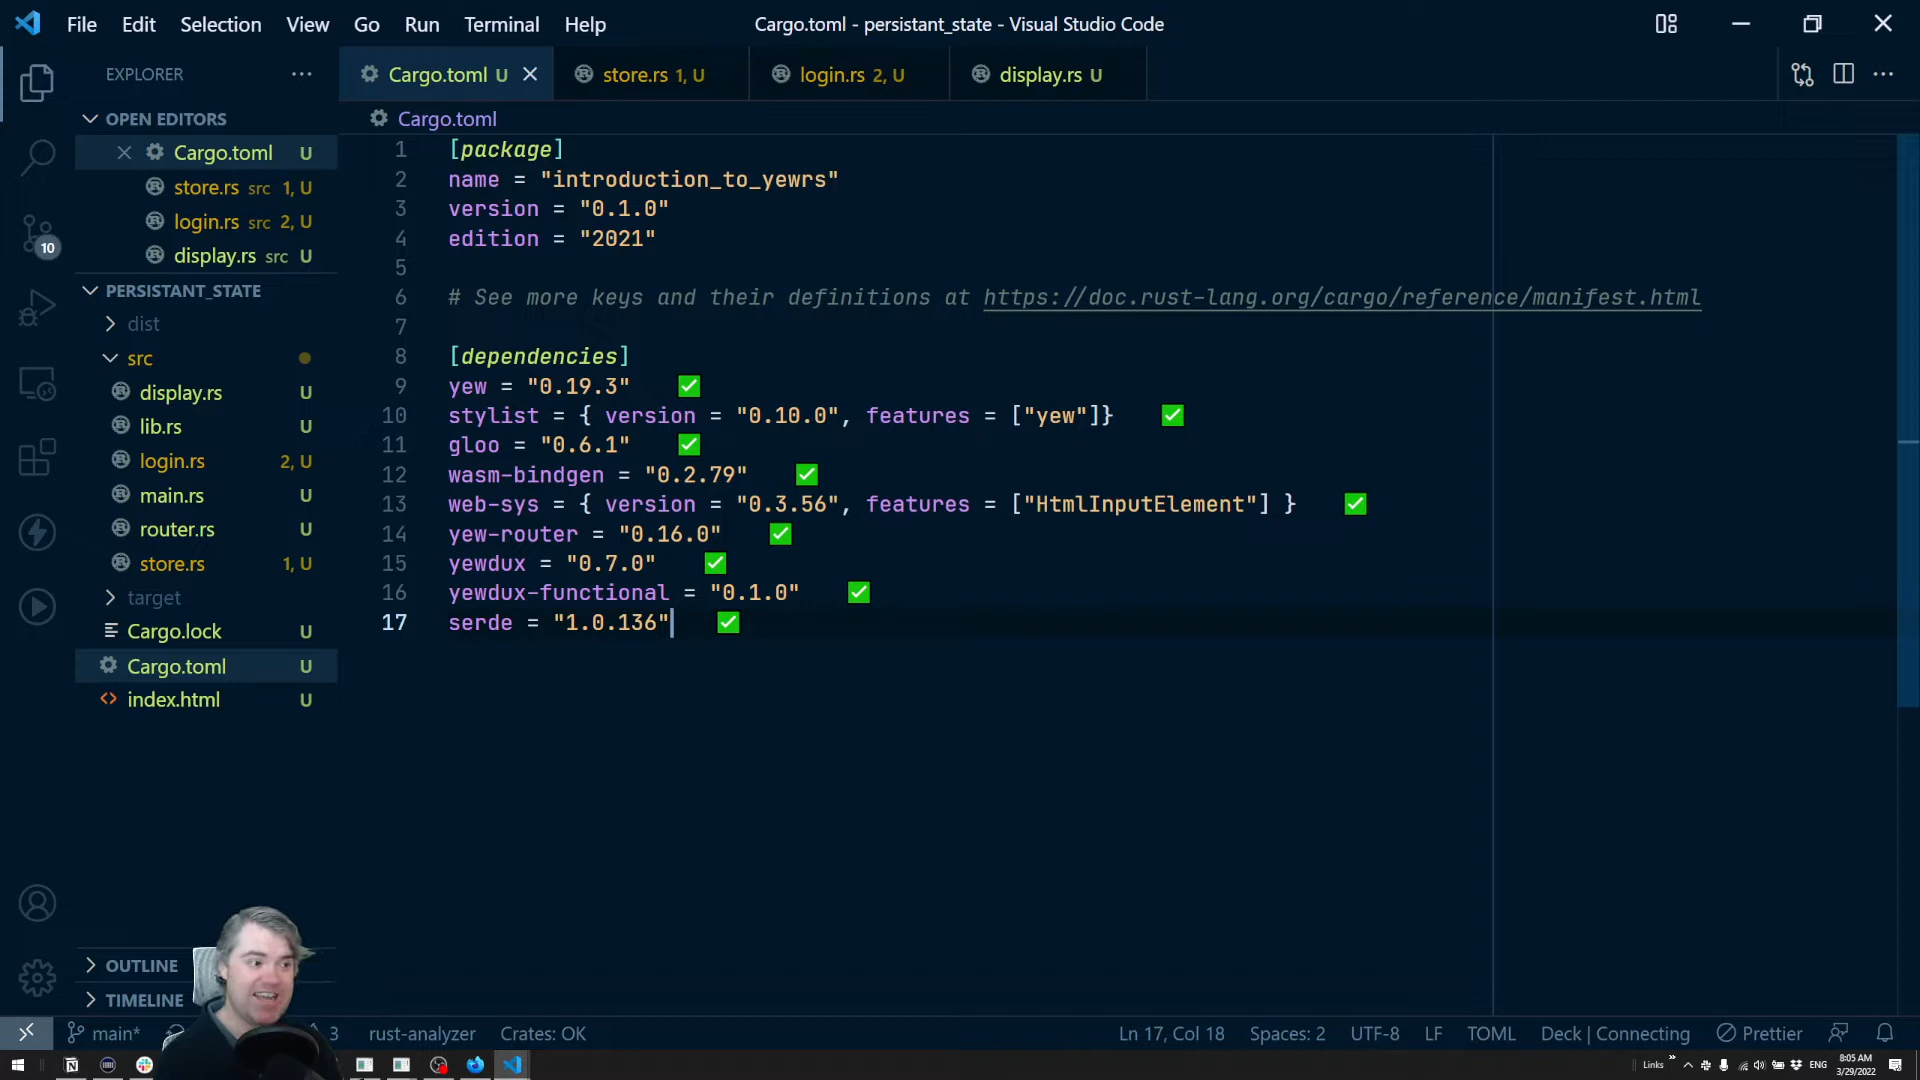 File Edit Selection View Go Run Terminal Help
Cargo.toml - persistant_state - Visual Studio Code
EXPLORER
OPEN EDITORS
Cargo.toml U
store.rs src 1, U
login.rs src 2, U
display.rs src U
PERSISTANT_STATE
dist
src
display.rs U
lib.rs U
login.rs 2, U
main.rs U
router.rs U
store.rs 1, U
target
Cargo.lock U
Cargo.toml U
index.html U
OUTLINE
TIMELINE
10
Cargo.toml U
store.rs 1, U
login.rs 2, U
display.rs U
Cargo.toml
1 [package]
2 name = "introduction_to_yewrs"
3 version = "0.1.0"
4 edition = "2021"
5
6 # See more keys and their definitions at https://doc.rust-lang.org/cargo/reference/manifest.html
7
8 [dependencies]
9 yew = "0.19.3" ✅
10 stylist = { version = "0.10.0", features = ["yew"]} ✅
11 gloo = "0.6.1" ✅
12 wasm-bindgen = "0.2.79" ✅
13 web-sys = { version = "0.3.56", features = ["HtmlInputElement"] } ✅
14 yew-router = "0.16.0" ✅
15 yewdux = "0.7.0" ✅
16 yewdux-functional = "0.1.0" ✅
17 serde = "1.0.136" ✅
main* 3 rust-analyzer Crates: OK
Ln 17, Col 18 Spaces: 2 UTF-8 LF TOML Deck | Connecting Prettier
Links ENG 8:05 AM
3/29/2022